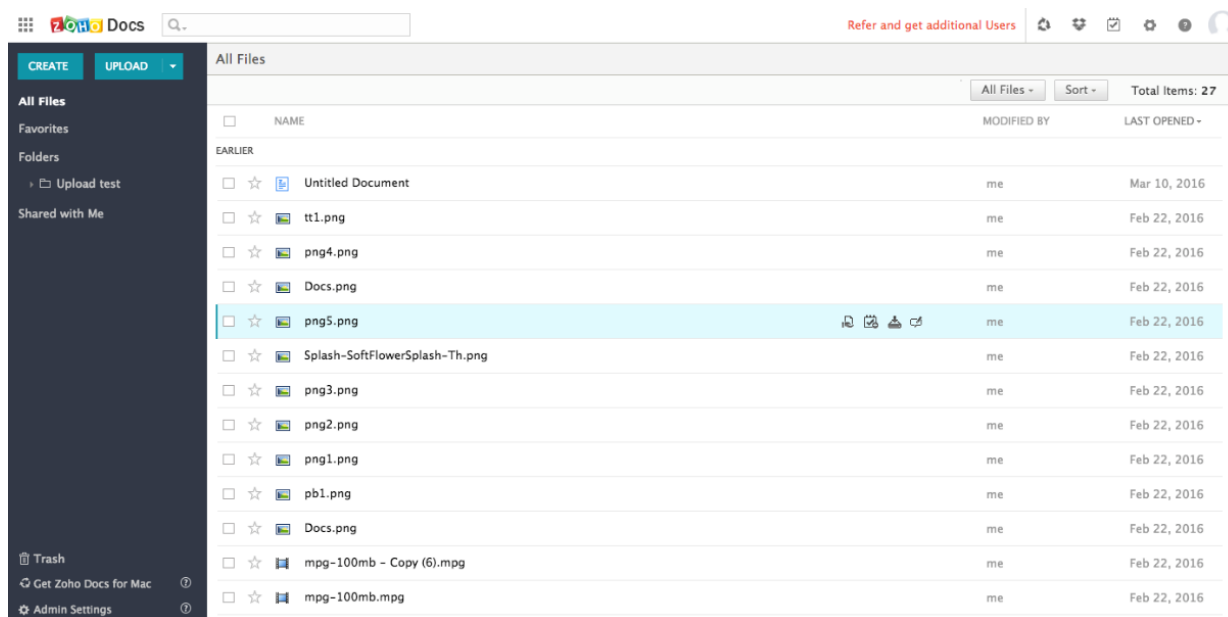 ZOHO Docs Refer and get additional Users
CREATE UPLOAD All Files
All Files - Sort - Total Items: 27
All Files
Favorites
Folders
Upload test
Shared with Me
NAME MODIFIED BY LAST OPENED
EARLIER
Untitled Document me Mar 10, 2016
tt1.png me Feb 22, 2016
png4.png me Feb 22, 2016
Docs.png me Feb 22, 2016
png5.png me Feb 22, 2016
Splash-SoftFlowerSplash-Th.png me Feb 22, 2016
png3.png me Feb 22, 2016
png2.png me Feb 22, 2016
png1.png me Feb 22, 2016
pb1.png me Feb 22, 2016
Docs.png me Feb 22, 2016
mpg-100mb - Copy (6).mpg me Feb 22, 2016
mpg-100mb.mpg me Feb 22, 2016
Trash
Get Zoho Docs for Mac ?
Admin Settings ?